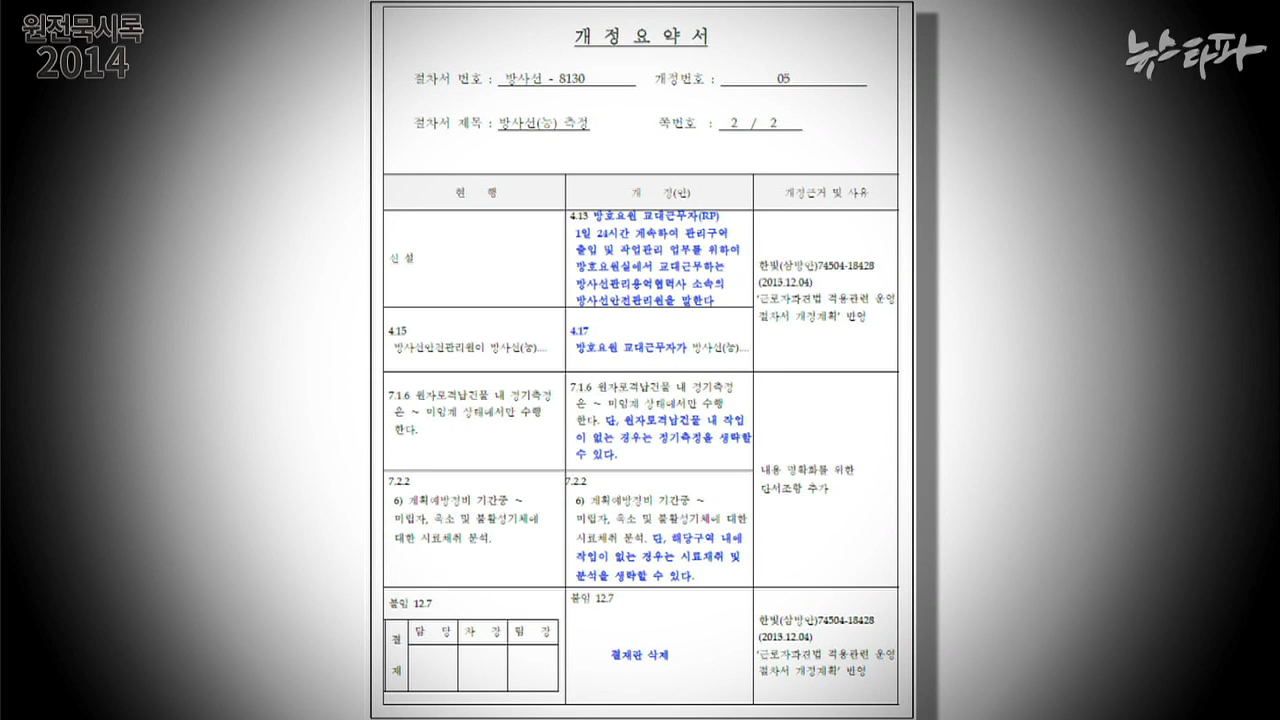 원전묵시록
2014
뉴스타파
개 정 요 약 서
절차서 번호 : 방사선 - 8130 개정번호 : 05
절차서 제목 : 방사선(능) 측정 쪽번호 : 2 / 2
현 행 개 정(안) 개정근거 및 사유
신 설
4.13 방호요원 교대근무자(RP)
1일 24시간 계속하여 관리구역
출입 및 작업관리 업무를 위하여
방호요원실에서 교대근무하는
방사선관리용역협력사 소속의
방사선안전관리원을 말한다
한빛(삼방안)74504-18428
(2013.12.04)
'근로자파견법 적용관련 운영
절차서 개정계획' 반영
4.15
방사선안전관리원이 방사선(능)....
4.17
방호요원 교대근무자가 방사선(능)....
7.1.6 원자로격납건물 내 정기측정
은 ~ 미임계 상태에서만 수행
한다.
7.1.6 원자로격납건물 내 정기측정
은 ~ 미임계 상태에서만 수행
한다. 단, 원자로격납건물 내 작업
이 없는 경우는 정기측정을 생략할
수 있다.
내용 명확화를 위한
단서조항 추가
7.2.2
6) 계획예방정비 기간중 ~
미립자, 옥소 및 불활성기체에
대한 시료채취 분석.
7.2.2
6) 계획예방정비 기간중 ~
미립자, 옥소 및 불활성기체에 대한
시료채취 분석. 단, 해당구역 내에
작업이 없는 경우는 시료채취 및
분석을 생략할 수 있다.
붙임 12.7
결 재
담 당 차 장 팀 장
붙임 12.7
결재란 삭제
한빛(삼방안)74504-18428
(2013.12.04)
'근로자파견법 적용관련 운영
절차서 개정계획' 반영